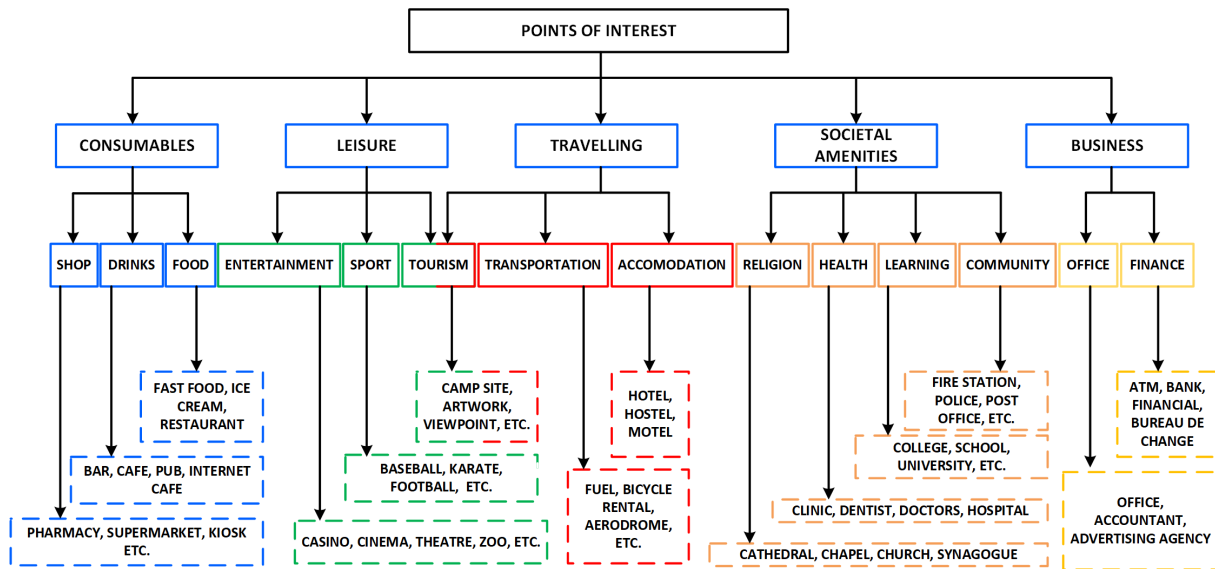 POINTS OF INTEREST
CONSUMABLES
LEISURE
TRAVELLING
SOCIETAL
AMENITIES
BUSINESS
SHOP
DRINKS
FOOD
ENTERTAINMENT
SPORT
TOURISM
TRANSPORTATION
ACCOMODATION
RELIGION
HEALTH
LEARNING
COMMUNITY
OFFICE
FINANCE
FAST FOOD, ICE
CREAM,
RESTAURANT
CAMP SITE,
ARTWORK,
VIEWPOINT, ETC.
HOTEL,
HOSTEL,
MOTEL
FIRE STATION,
POLICE, POST
OFFICE, ETC.
ATM, BANK,
FINANCIAL,
BUREAU DE
CHANGE
BAR, CAFE, PUB, INTERNET
CAFE
BASEBALL, KARATE,
FOOTBALL, ETC.
FUEL, BICYCLE
RENTAL,
AERODROME,
ETC.
COLLEGE, SCHOOL,
UNIVERSITY, ETC.
OFFICE,
ACCOUNTANT,
ADVERTISING AGENCY
PHARMACY, SUPERMARKET, KIOSK
ETC.
CASINO, CINEMA, THEATRE, ZOO, ETC.
CLINIC, DENTIST, DOCTORS, HOSPITAL
CATHEDRAL, CHAPEL, CHURCH, SYNAGOGUE